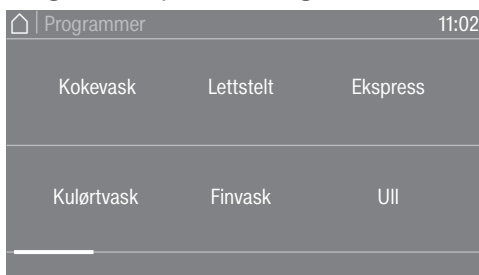 Programmer 11:02
Kokevask Lettstelt Ekspress
Kulørtvask Finvask Ull